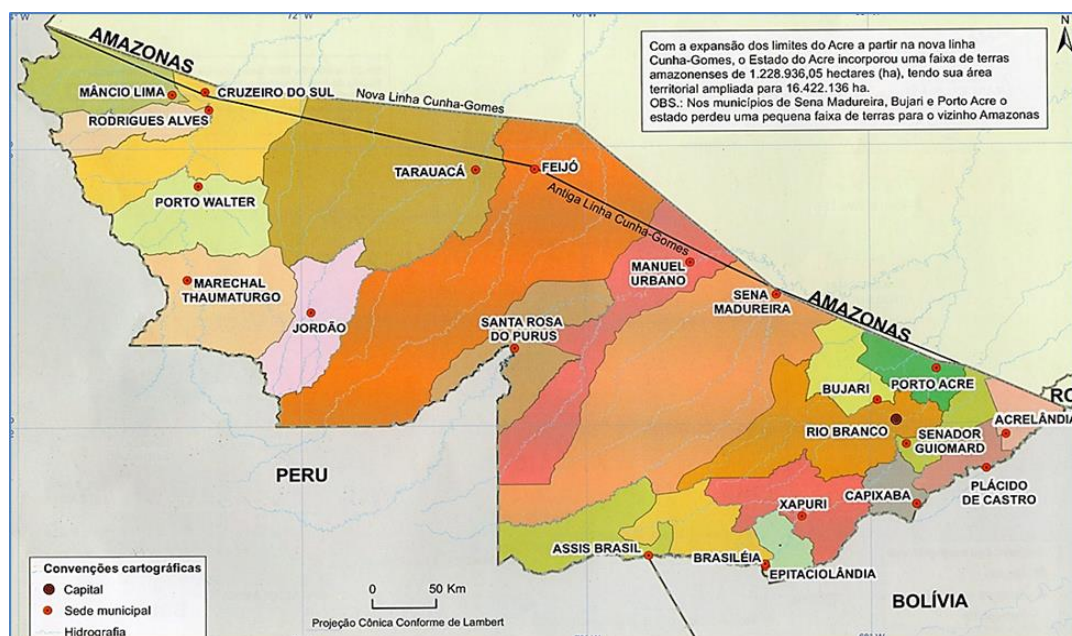 72
N
AMAZONAS
Com a expansão dos limites do Acre a partir na nova linha
Cunha-Gomes, o Estado do Acre incorporou uma faixa de terras
amazonenses de 1.228.936,05 hectares (ha), tendo sua área
territorial ampliada para 16.422.136 ha.
OBS.: Nos municípios de Sena Madureira, Bujari e Porto Acre o
estado perdeu uma pequena faixa de terras para o vizinho Amazonas
MÂNCIO LIMA
CRUZEIRO DO SUL
Nova Linha Cunha-Gomes
RODRIGUES ALVES
TARAUACÁ
FEIJÓ
PORTO WALTER
Antiga Linha Cunha-Gomes
MANUEL
URBANO
MARECHAL
THAUMATURGO
JORDÃO
SENA
MADUREIRA
AMAZONAS
SANTA ROSA
DO PURUS
BUJARI
PORTO ACRE
RO
RIO BRANCO
ACRELÂNDIA
SENADOR
GUIOMARD
PERU
PLÁCIDO
DE CASTRO
CAPIXABA
XAPURI
ASSIS BRASIL
BRASILÉIA
EPITACIOLÂNDIA
BOLÍVIA
Convenções cartográficas
Capital
Sede municipal
Hidrografia
0 50 Km
Projeção Cônica Conforme de Lambert